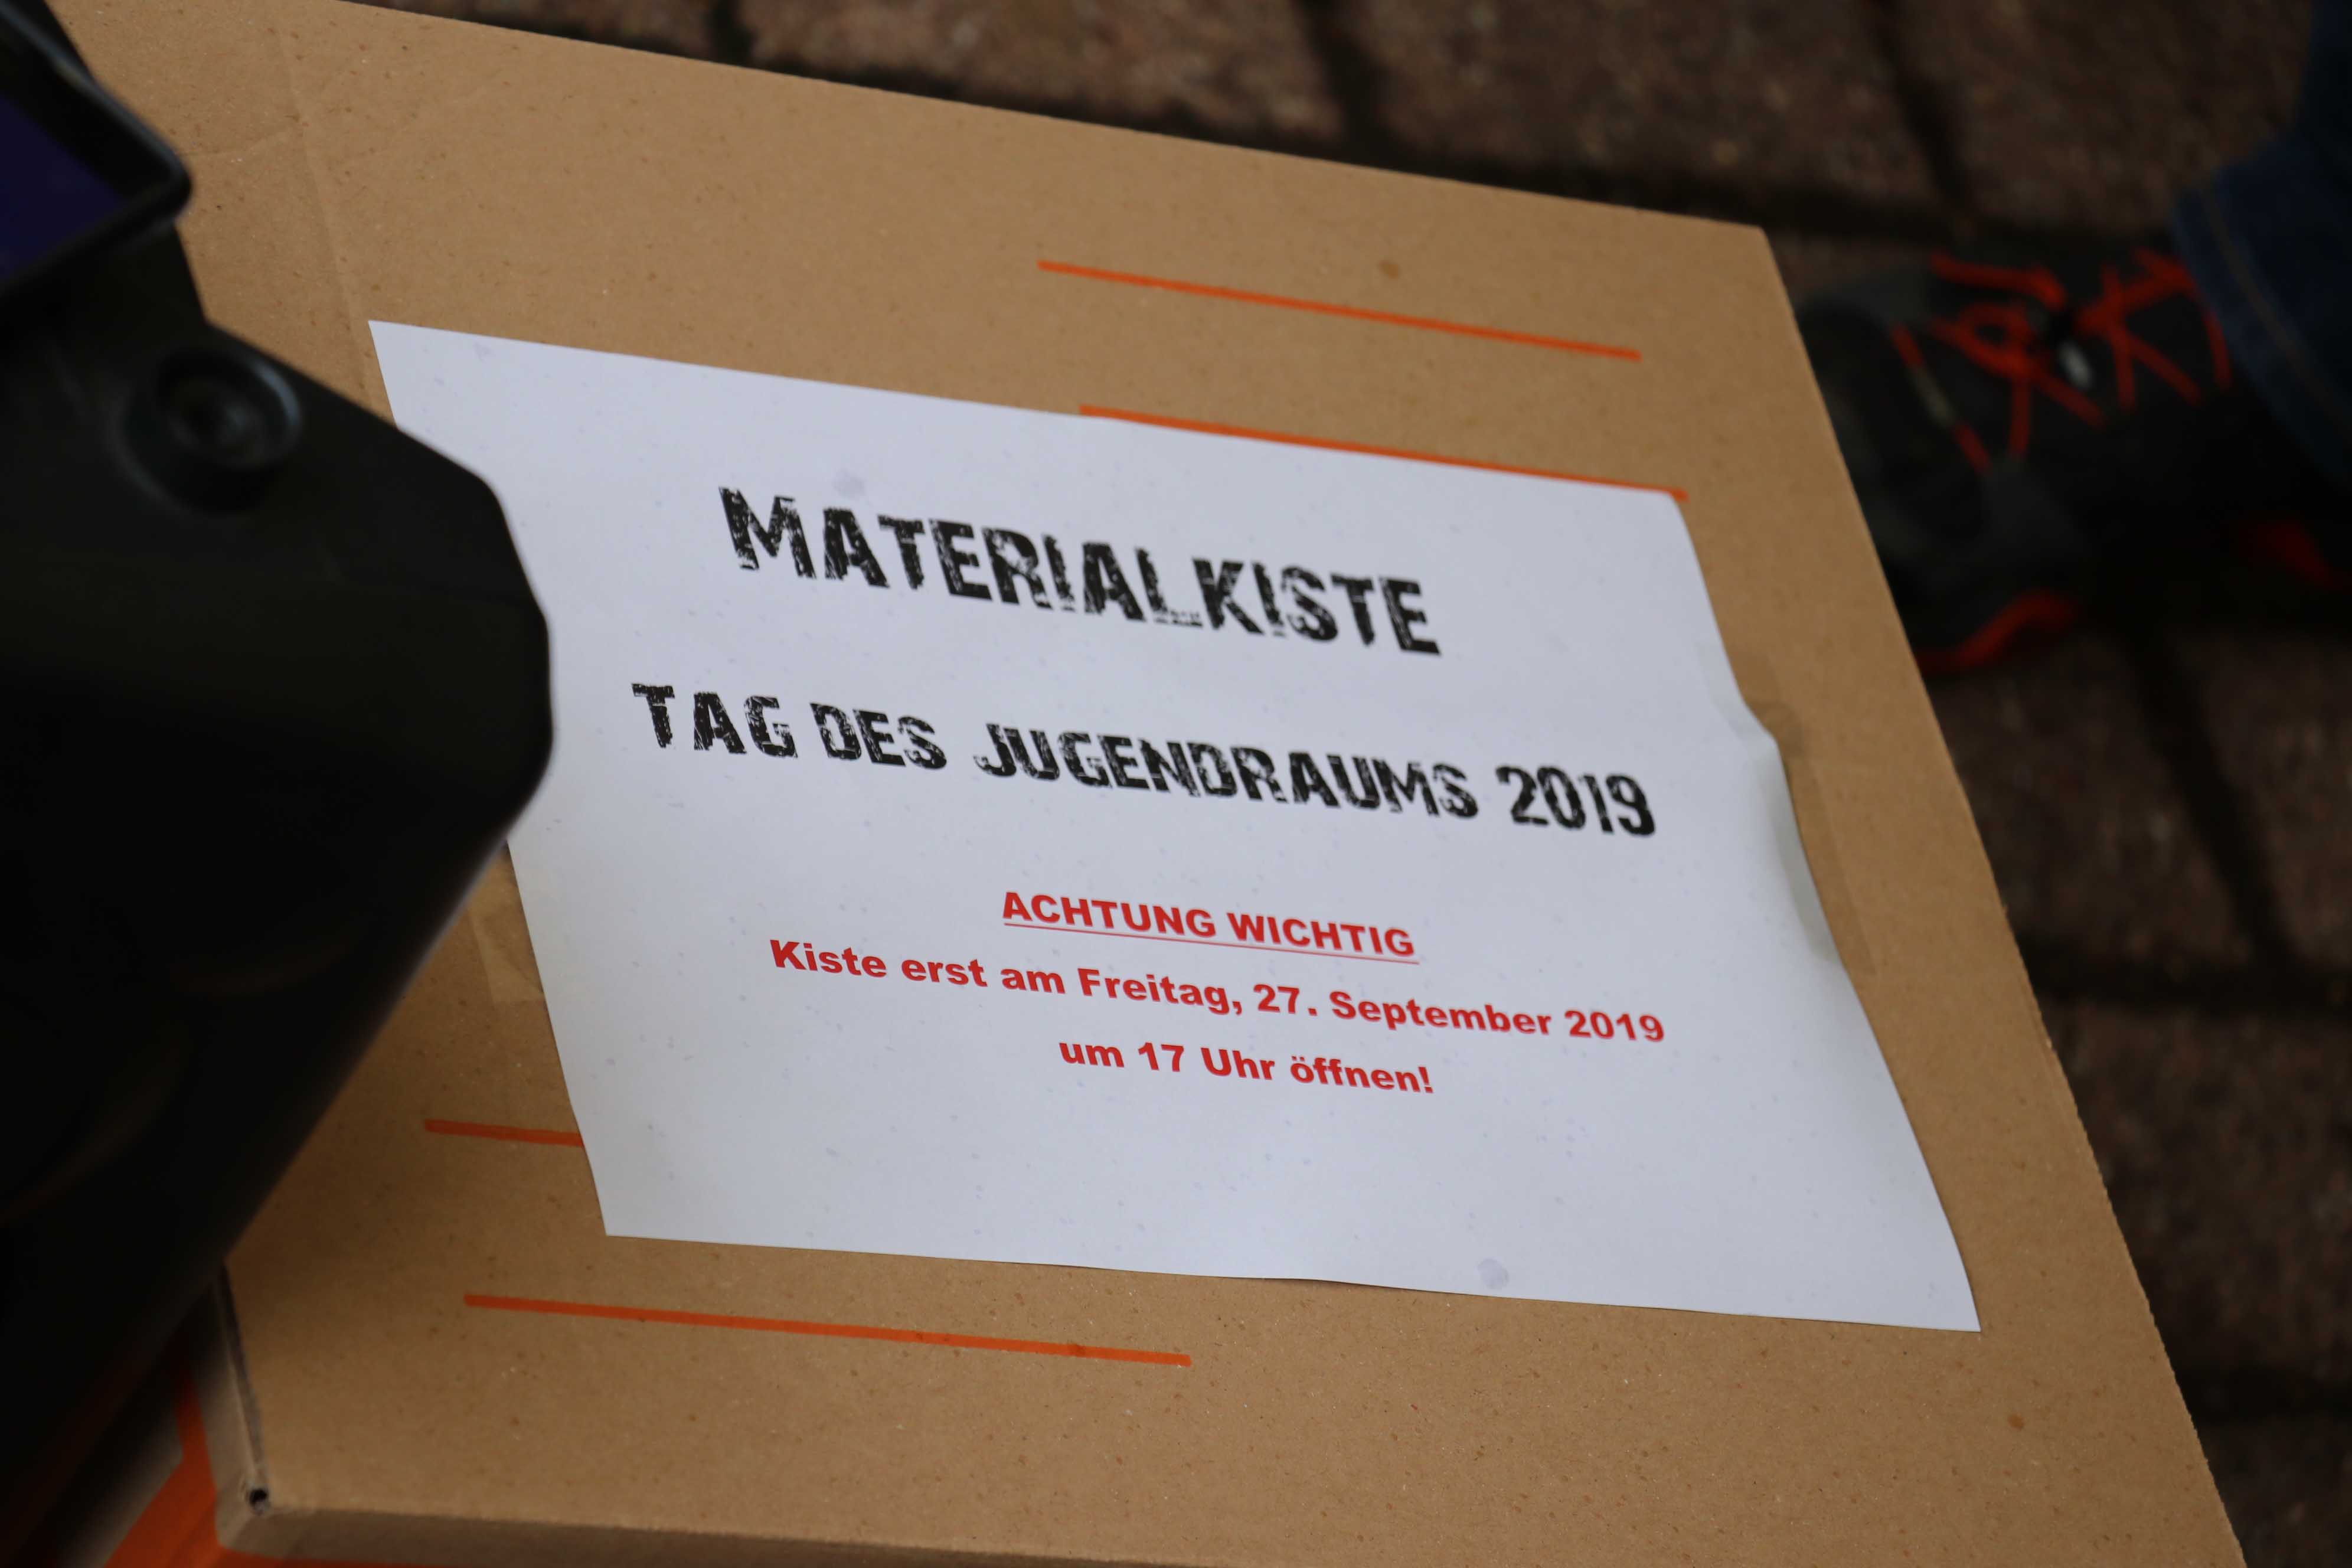 MATERIALKISTE
TAG DES JUGENDRAUMS 2019
ACHTUNG WICHTIG
Kiste erst am Freitag, 27. September 2019
um 17 Uhr öffnen!